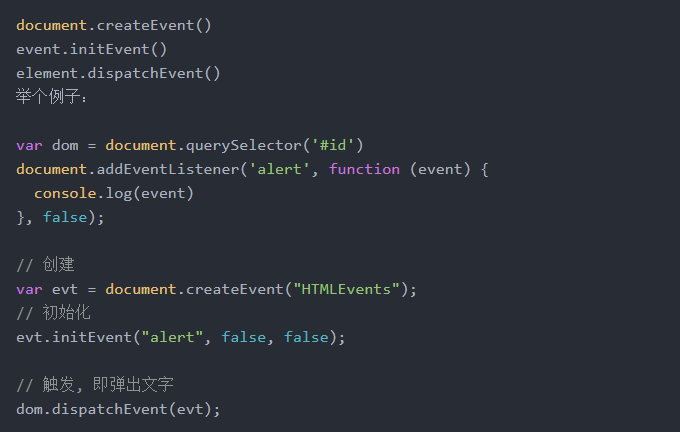 document.createEvent()
event.initEvent()
element.dispatchEvent()
举个例子:
var dom = document.querySelector('#id')
document.addEventListener('alert', function (event) {
  console.log(event)
}, false);
// 创建
var evt = document.createEvent("HTMLEvents");
// 初始化
evt.initEvent("alert", false, false);
// 触发, 即弹出文字
dom.dispatchEvent(evt);